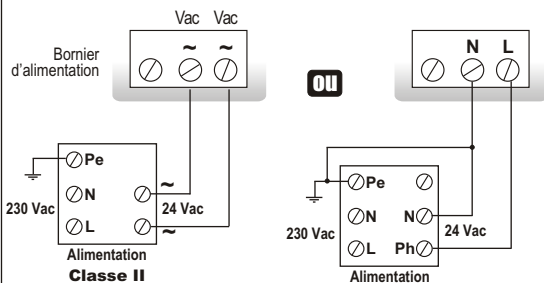 Vac Vac
Bornier
d'alimentation
~ ~
ou
N L
Pe
N
L
230 Vac
~
24 Vac
~
Alimentation
Classe II
Pe
N N
L Ph
230 Vac
24 Vac
Alimentation